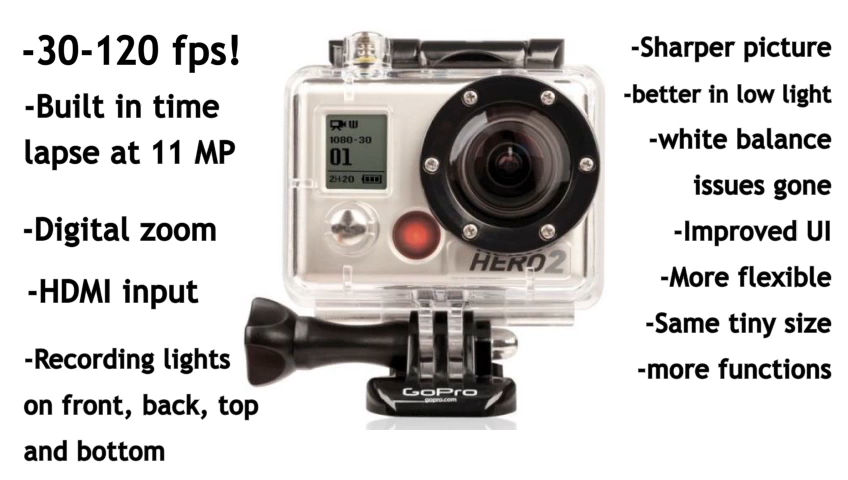 -30-120 fps!
-Built in time
lapse at 11 MP
-Digital zoom
-HDMI input
-Recording lights
on front, back, top
and bottom
W
1080-30
01
2H20
HERO2
GoPro
gopro.com
-Sharper picture
-better in low light
-white balance
issues gone
-Improved UI
-More flexible
-Same tiny size
-more functions